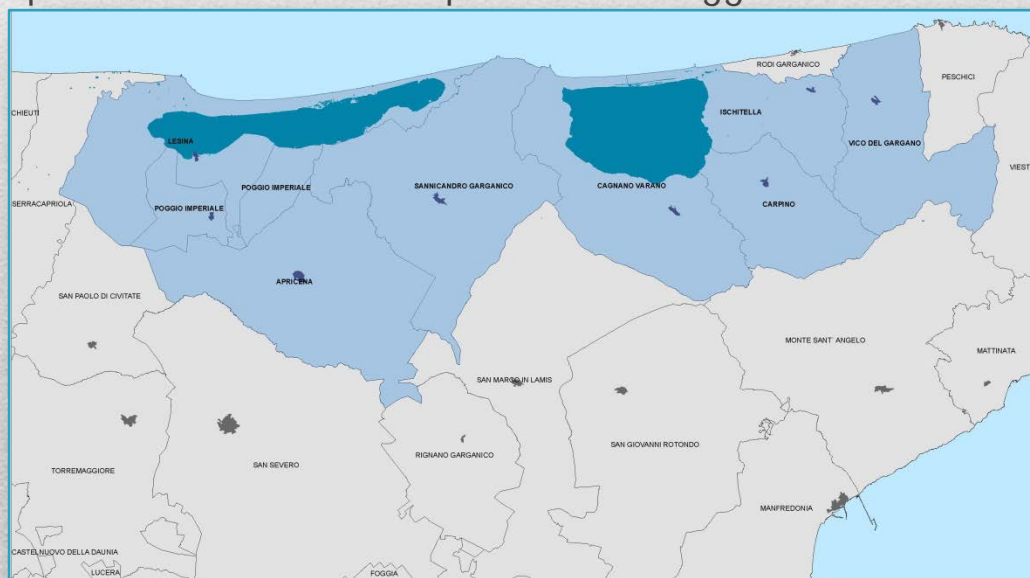 RODI GARGANICO
PESCHICI
CHIEUTI
ISCHITELLA
LESINA
VICO DEL GARGANO
VIEST
POGGIO IMPERIALE
SANNICANDRO GARGANICO
CAGNANO VARANO
SERRACAPRIOLA
POGGIO IMPERIALE
CARPINO
APRICENA
SAN PAOLO DI CIVITATE
MONTE SANT' ANGELO
MATTINATA
SAN MARCO IN LAMIS
SAN GIOVANNI ROTONDO
RIGNANO GARGANICO
SAN SEVERO
TORREMAGGIORE
MANFREDONIA
CASTELNUOVO DELLA DAUNIA
LUCERA
FOGGIA